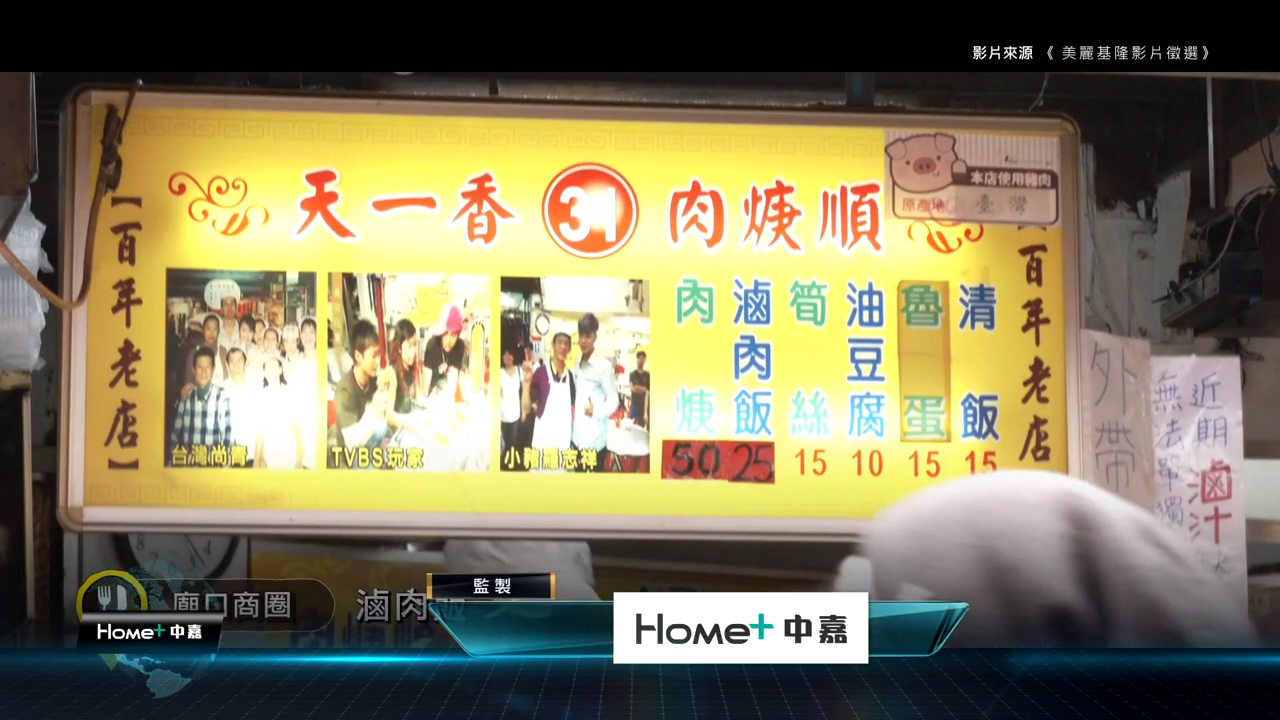 影片來源 《 美麗基隆影片徵選》
天一香 31 肉焿順
本店使用豬肉
原產地 臺灣
【百年老店】
【百年老店】
肉焿 50
滷肉飯 25
筍絲 15
油豆腐 10
魯蛋 15
清飯 15
台灣尚青
TVBS玩家
小豬羅志祥
外帶
近期滷汁
無法單獨
廟口商圈
滷肉飯
監製
Home+中嘉
Home+中嘉